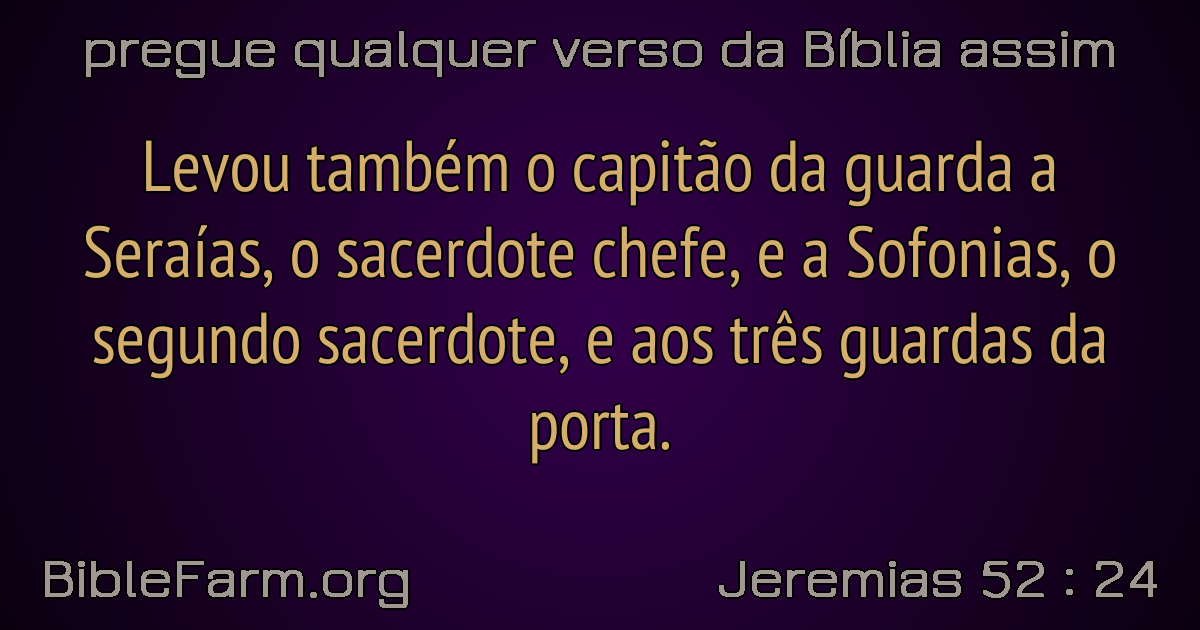 pregue qualquer verso da Bíblia assim
Levou também o capitão da guarda a
Seraías, o sacerdote chefe, e a Sofonias, o
segundo sacerdote, e aos três guardas da
porta.
BibleFarm.org
Jeremias 52 : 24